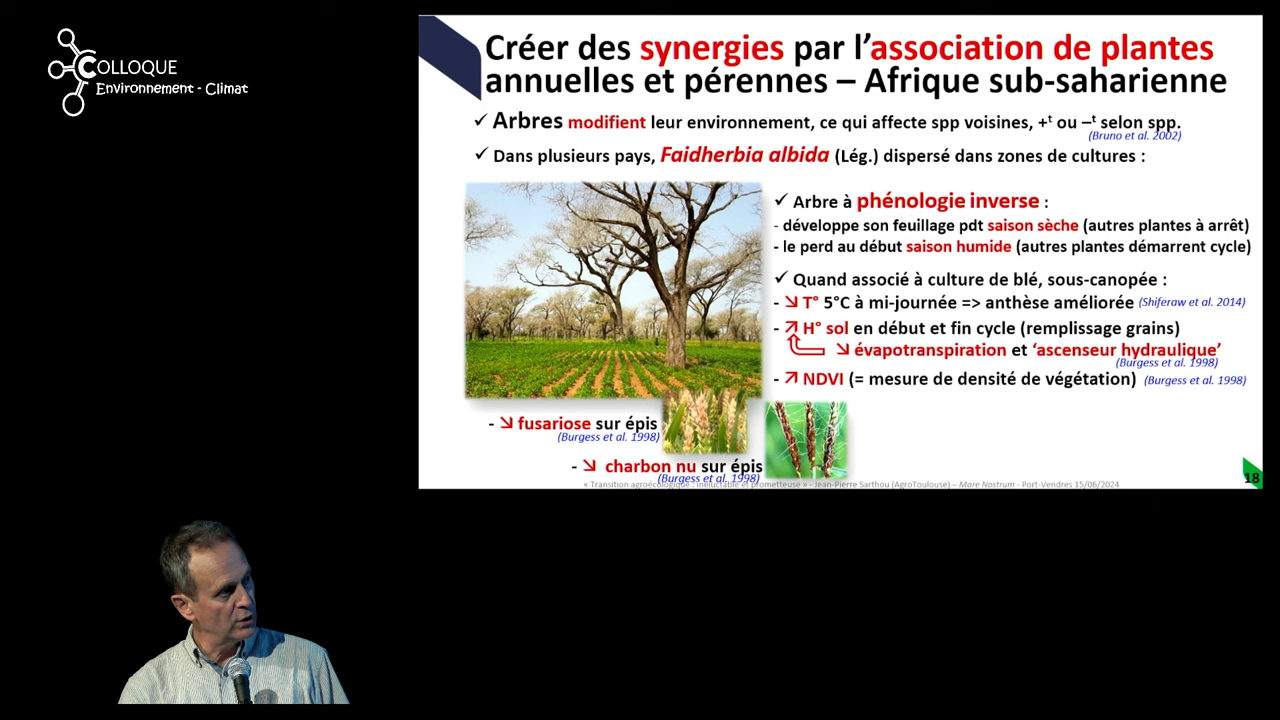 COLLOQUE
Environnement - Climat
Créer des synergies par l'association de plantes
annuelles et pérennes – Afrique sub-saharienne
✓ Arbres modifient leur environnement, ce qui affecte spp voisines, +ᵗ ou –ᵗ selon spp.
(Bruno et al. 2002)
✓ Dans plusieurs pays, Faidherbia albida (Lég.) dispersé dans zones de cultures :
✓ Arbre à phénologie inverse :
- développe son feuillage pdt saison sèche (autres plantes à arrêt)
- le perd au début saison humide (autres plantes démarrent cycle)
✓ Quand associé à culture de blé, sous-canopée :
- ↘ T° 5°C à mi-journée => anthèse améliorée (Shiferaw et al. 2014)
- ↗ H° sol en début et fin cycle (remplissage grains)
↘ évapotranspiration et ‘ascenseur hydraulique’
(Burgess et al. 1998)
- ↗ NDVI (= mesure de densité de végétation) (Burgess et al. 1998)
- ↘ fusariose sur épis
(Burgess et al. 1998)
- ↘ charbon nu sur épis
(Burgess et al. 1998)
« Transition agroécologique : inéluctable et prometteuse » - Jean-Pierre Sarthou (AgroToulouse) – Mare Nostrum - Port-Vendres 15/06/2024
18